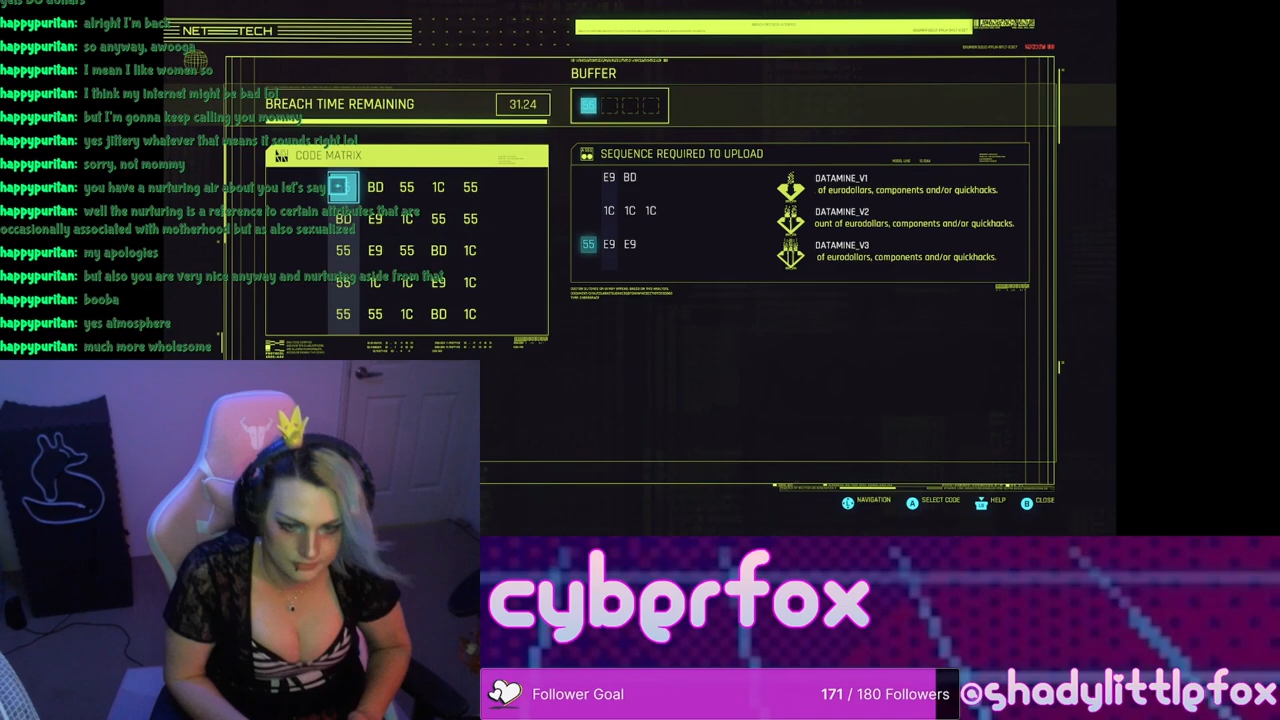 yets DO donars
happypuritan: alright I'm back
happypuritan: so anyway, awooga
happypuritan: I mean I like women so
happypuritan: I think my internet might be bad lol
happypuritan: but I'm gonna keep calling you mommy
happypuritan: yes jiffery whatever that means it sounds right lol
happypuritan: sorry, not mommy
happypuritan: you have a nurturing air about you let's say
happypuritan: well the nurturing is a reference to certain attributes that are
occasionally associated with motherhood but as also sexualized
happypuritan: my apologies
happypuritan: but also you are very nice anyway and nurturing aside from that
happypuritan: booba
happypuritan: yes atmosphere
happypuritan: much more wholesome
NET TECH
BREACH TIME REMAINING 31.24
CODE MATRIX
BD 55 1C 55
BD E9 1C 55 55
55 E9 55 BD 1C
55 1C 1C E9 1C
55 55 1C BD 1C
BUFFER
55
SEQUENCE REQUIRED TO UPLOAD
E9 BD
1C 1C 1C
55 E9 E9
DATAMINE_V1
of eurodollars, components and/or quickhacks.
DATAMINE_V2
ount of eurodollars, components and/or quickhacks.
DATAMINE_V3
of eurodollars, components and/or quickhacks.
NAVIGATION
A SELECT CODE
HELP
B CLOSE
cyberfox
Follower Goal 171 / 180 Followers
@shadylittlefox